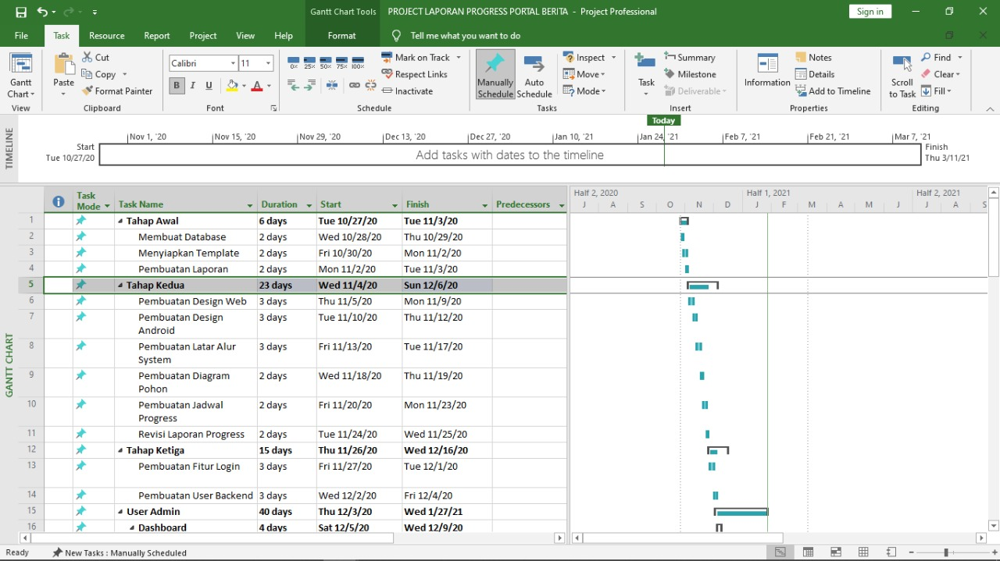 Gantt Chart Tools
PROJECT LAPORAN PROGRESS PORTAL BERITA - Project Professional
Sign in
File Task Resource Report Project View Help Format Tell me what you want to do
Gantt Chart
View
Paste
Cut
Copy
Format Painter
Clipboard
Calibri 11
B I U A
Font
0% 25% 50% 75% 100%
Mark on Track
Respect Links
Inactivate
Schedule
Manually Schedule
Auto Schedule
Inspect
Move
Mode
Tasks
Task
Summary
Milestone
Deliverable
Insert
Information
Notes
Details
Add to Timeline
Properties
Scroll to Task
Find
Clear
Fill
Editing
TIMELINE
Today
Nov 1, '20 Nov 15, '20 Nov 29, '20 Dec 13, '20 Dec 27, '20 Jan 10, '21 Jan 24, '21 Feb 7, '21 Feb 21, '21 Mar 7, '21
Start
Tue 10/27/20
Add tasks with dates to the timeline
Finish
Thu 3/11/21
GANTT CHART
Task Mode Task Name Duration Start Finish Predecessors
Half 2, 2020 Half 1, 2021 Half 2, 2021
J A S O N D J F M A M J J A S
1 Tahap Awal 6 days Tue 10/27/20 Tue 11/3/20
2 Membuat Database 2 days Wed 10/28/20 Thu 10/29/20
3 Menyiapkan Template 2 days Fri 10/30/20 Mon 11/2/20
4 Pembuatan Laporan 2 days Mon 11/2/20 Tue 11/3/20
5 Tahap Kedua 23 days Wed 11/4/20 Sun 12/6/20
6 Pembuatan Design Web 3 days Thu 11/5/20 Mon 11/9/20
7 Pembuatan Design Android 3 days Tue 11/10/20 Thu 11/12/20
8 Pembuatan Latar Alur System 3 days Fri 11/13/20 Tue 11/17/20
9 Pembuatan Diagram Pohon 2 days Wed 11/18/20 Thu 11/19/20
10 Pembuatan Jadwal Progress 2 days Fri 11/20/20 Mon 11/23/20
11 Revisi Laporan Progress 2 days Tue 11/24/20 Wed 11/25/20
12 Tahap Ketiga 15 days Thu 11/26/20 Wed 12/16/20
13 Pembuatan Fitur Login 3 days Fri 11/27/20 Tue 12/1/20
14 Pembuatan User Backend 3 days Wed 12/2/20 Fri 12/4/20
15 User Admin 40 days Thu 12/3/20 Wed 1/27/21
16 Dashboard 4 days Sat 12/5/20 Wed 12/9/20
Ready New Tasks : Manually Scheduled